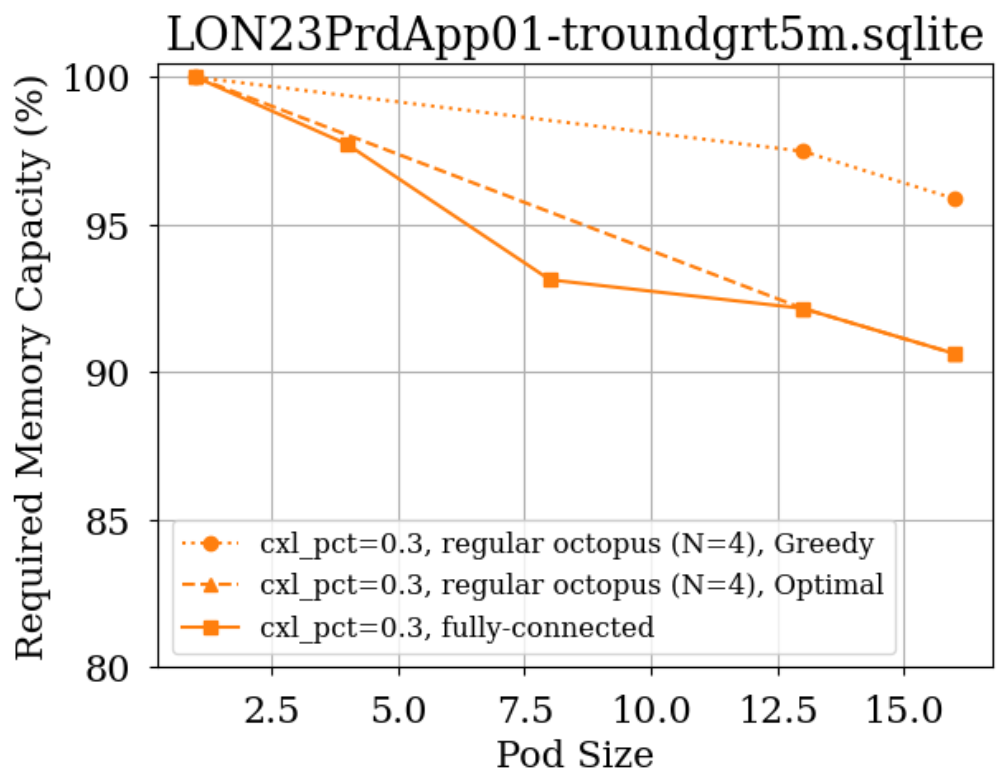 LON23PrdApp01-troundgrt5m.sqlite
Required Memory Capacity (%)
100
95
90
85
80
cxl_pct=0.3, regular octopus (N=4), Greedy
cxl_pct=0.3, regular octopus (N=4), Optimal
cxl_pct=0.3, fully-connected
2.5 5.0 7.5 10.0 12.5 15.0
Pod Size